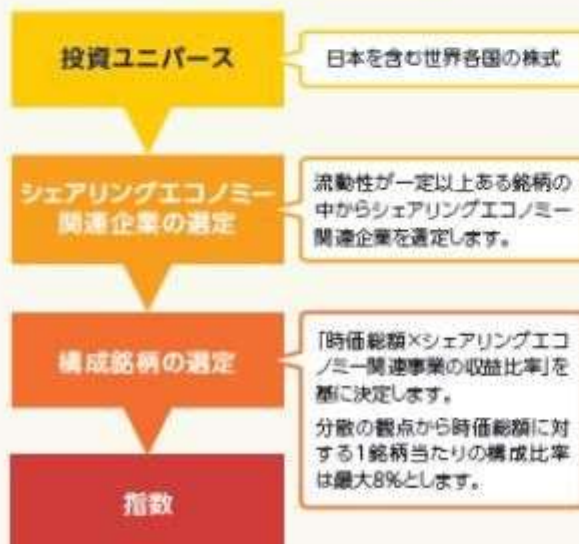 投資ユニバース
日本を含む世界各国の株式
シェアリングエコノミー
関連企業の選定
流動性が一定以上ある銘柄の
中からシェアリングエコノミー
関連企業を選定します。
構成銘柄の選定
「時価総額×シェアリングエコ
ノミー関連事業の収益比率」を
基に決定します。
分散の観点から時価総額に対
する1銘柄当たりの構成比率
は最大8%とします。
指数